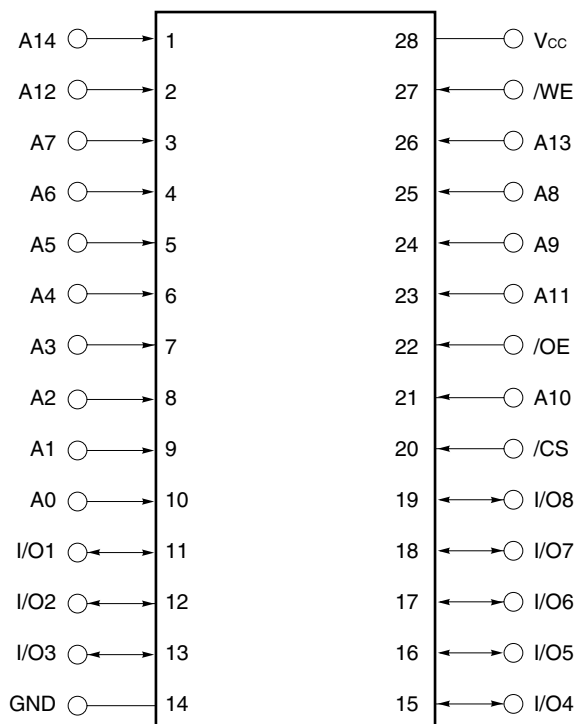 A14 1 28 Vcc
A12 2 27 /WE
A7 3 26 A13
A6 4 25 A8
A5 5 24 A9
A4 6 23 A11
A3 7 22 /OE
A2 8 21 A10
A1 9 20 /CS
A0 10 19 I/O8
I/O1 11 18 I/O7
I/O2 12 17 I/O6
I/O3 13 16 I/O5
GND 14 15 I/O4